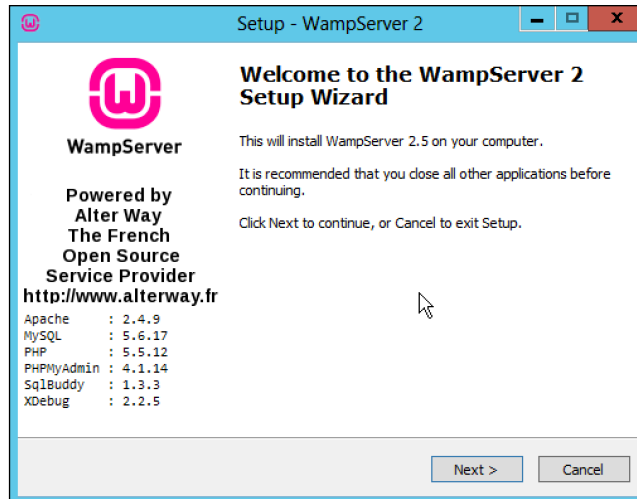 Setup - WampServer 2
WampServer
Powered by
Alter Way
The French
Open Source
Service Provider
http://www.alterway.fr
Apache : 2.4.9
MySQL : 5.6.17
PHP : 5.5.12
PHPMyAdmin : 4.1.14
SqlBuddy : 1.3.3
XDebug : 2.2.5
Welcome to the WampServer 2
Setup Wizard
This will install WampServer 2.5 on your computer.
It is recommended that you close all other applications before
continuing.
Click Next to continue, or Cancel to exit Setup.
Next >
Cancel